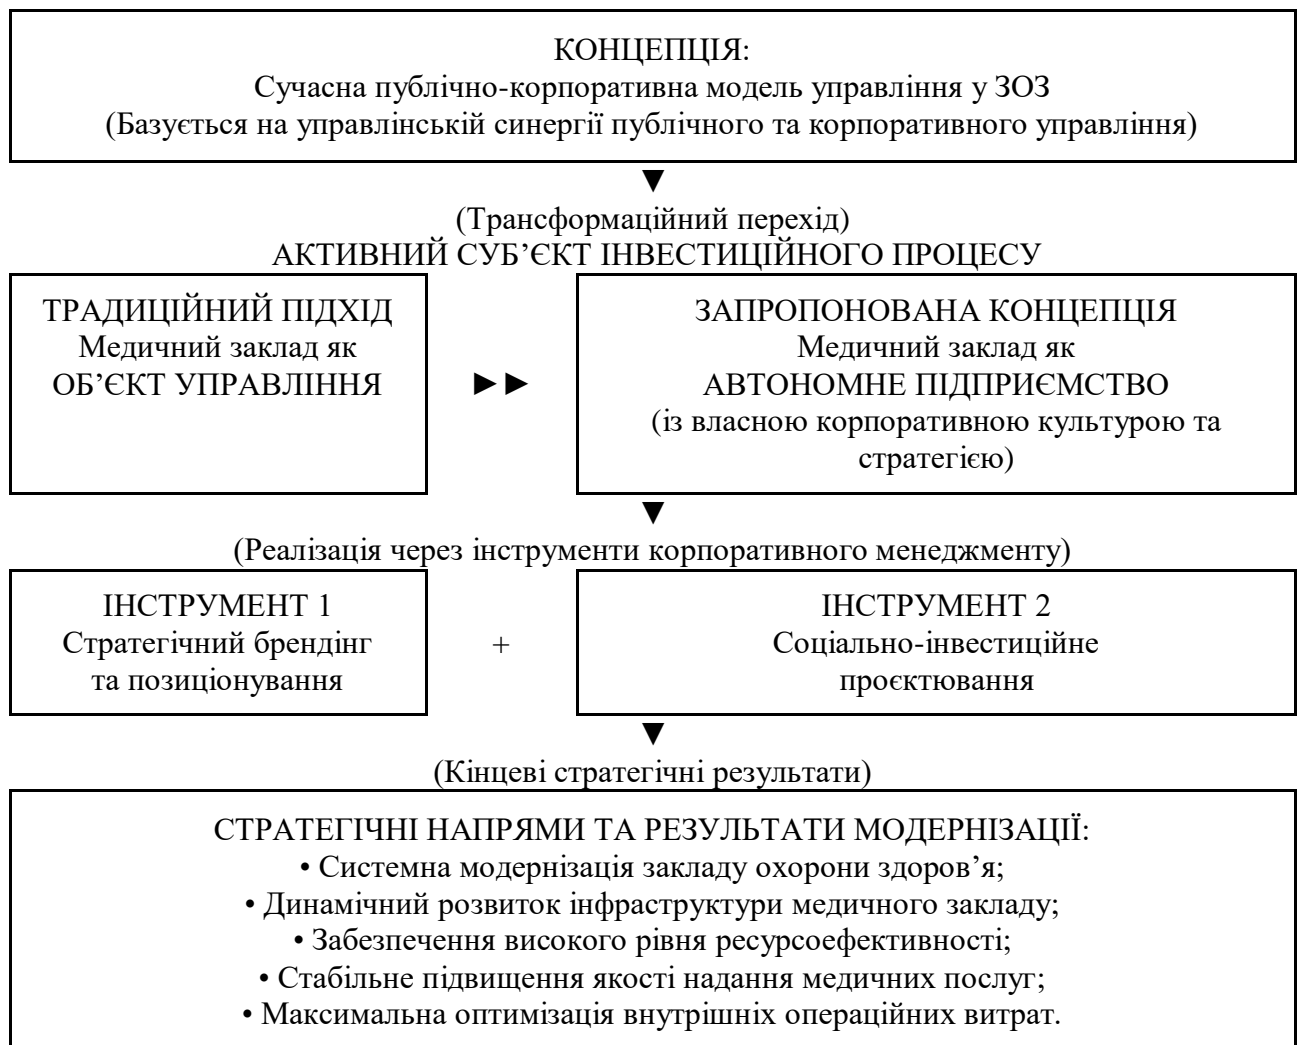 КОНЦЕПЦІЯ:
Сучасна публічно-корпоративна модель управління у ЗОЗ
(Базується на управлінській синергії публічного та корпоративного управління)
▼
(Трансформаційний перехід)
АКТИВНИЙ СУБ’ЄКТ ІНВЕСТИЦІЙНОГО ПРОЦЕСУ
ТРАДИЦІЙНИЙ ПІДХІД
Медичний заклад як
ОБ’ЄКТ УПРАВЛІННЯ
►►
ЗАПРОПОНОВАНА КОНЦЕПЦІЯ
Медичний заклад як
АВТОНОМНЕ ПІДПРИЄМСТВО
(із власною корпоративною культурою та
стратегією)
▼
(Реалізація через інструменти корпоративного менеджменту)
ІНСТРУМЕНТ 1
Стратегічний брендінг
та позиціонування
+
ІНСТРУМЕНТ 2
Соціально-інвестиційне
проєктювання
▼
(Кінцеві стратегічні результати)
СТРАТЕГІЧНІ НАПРЯМИ ТА РЕЗУЛЬТАТИ МОДЕРНІЗАЦІЇ:
• Системна модернізація закладу охорони здоров’я;
• Динамічний розвиток інфраструктури медичного закладу;
• Забезпечення високого рівня ресурсоефективності;
• Стабільне підвищення якості надання медичних послуг;
• Максимальна оптимізація внутрішніх операційних витрат.